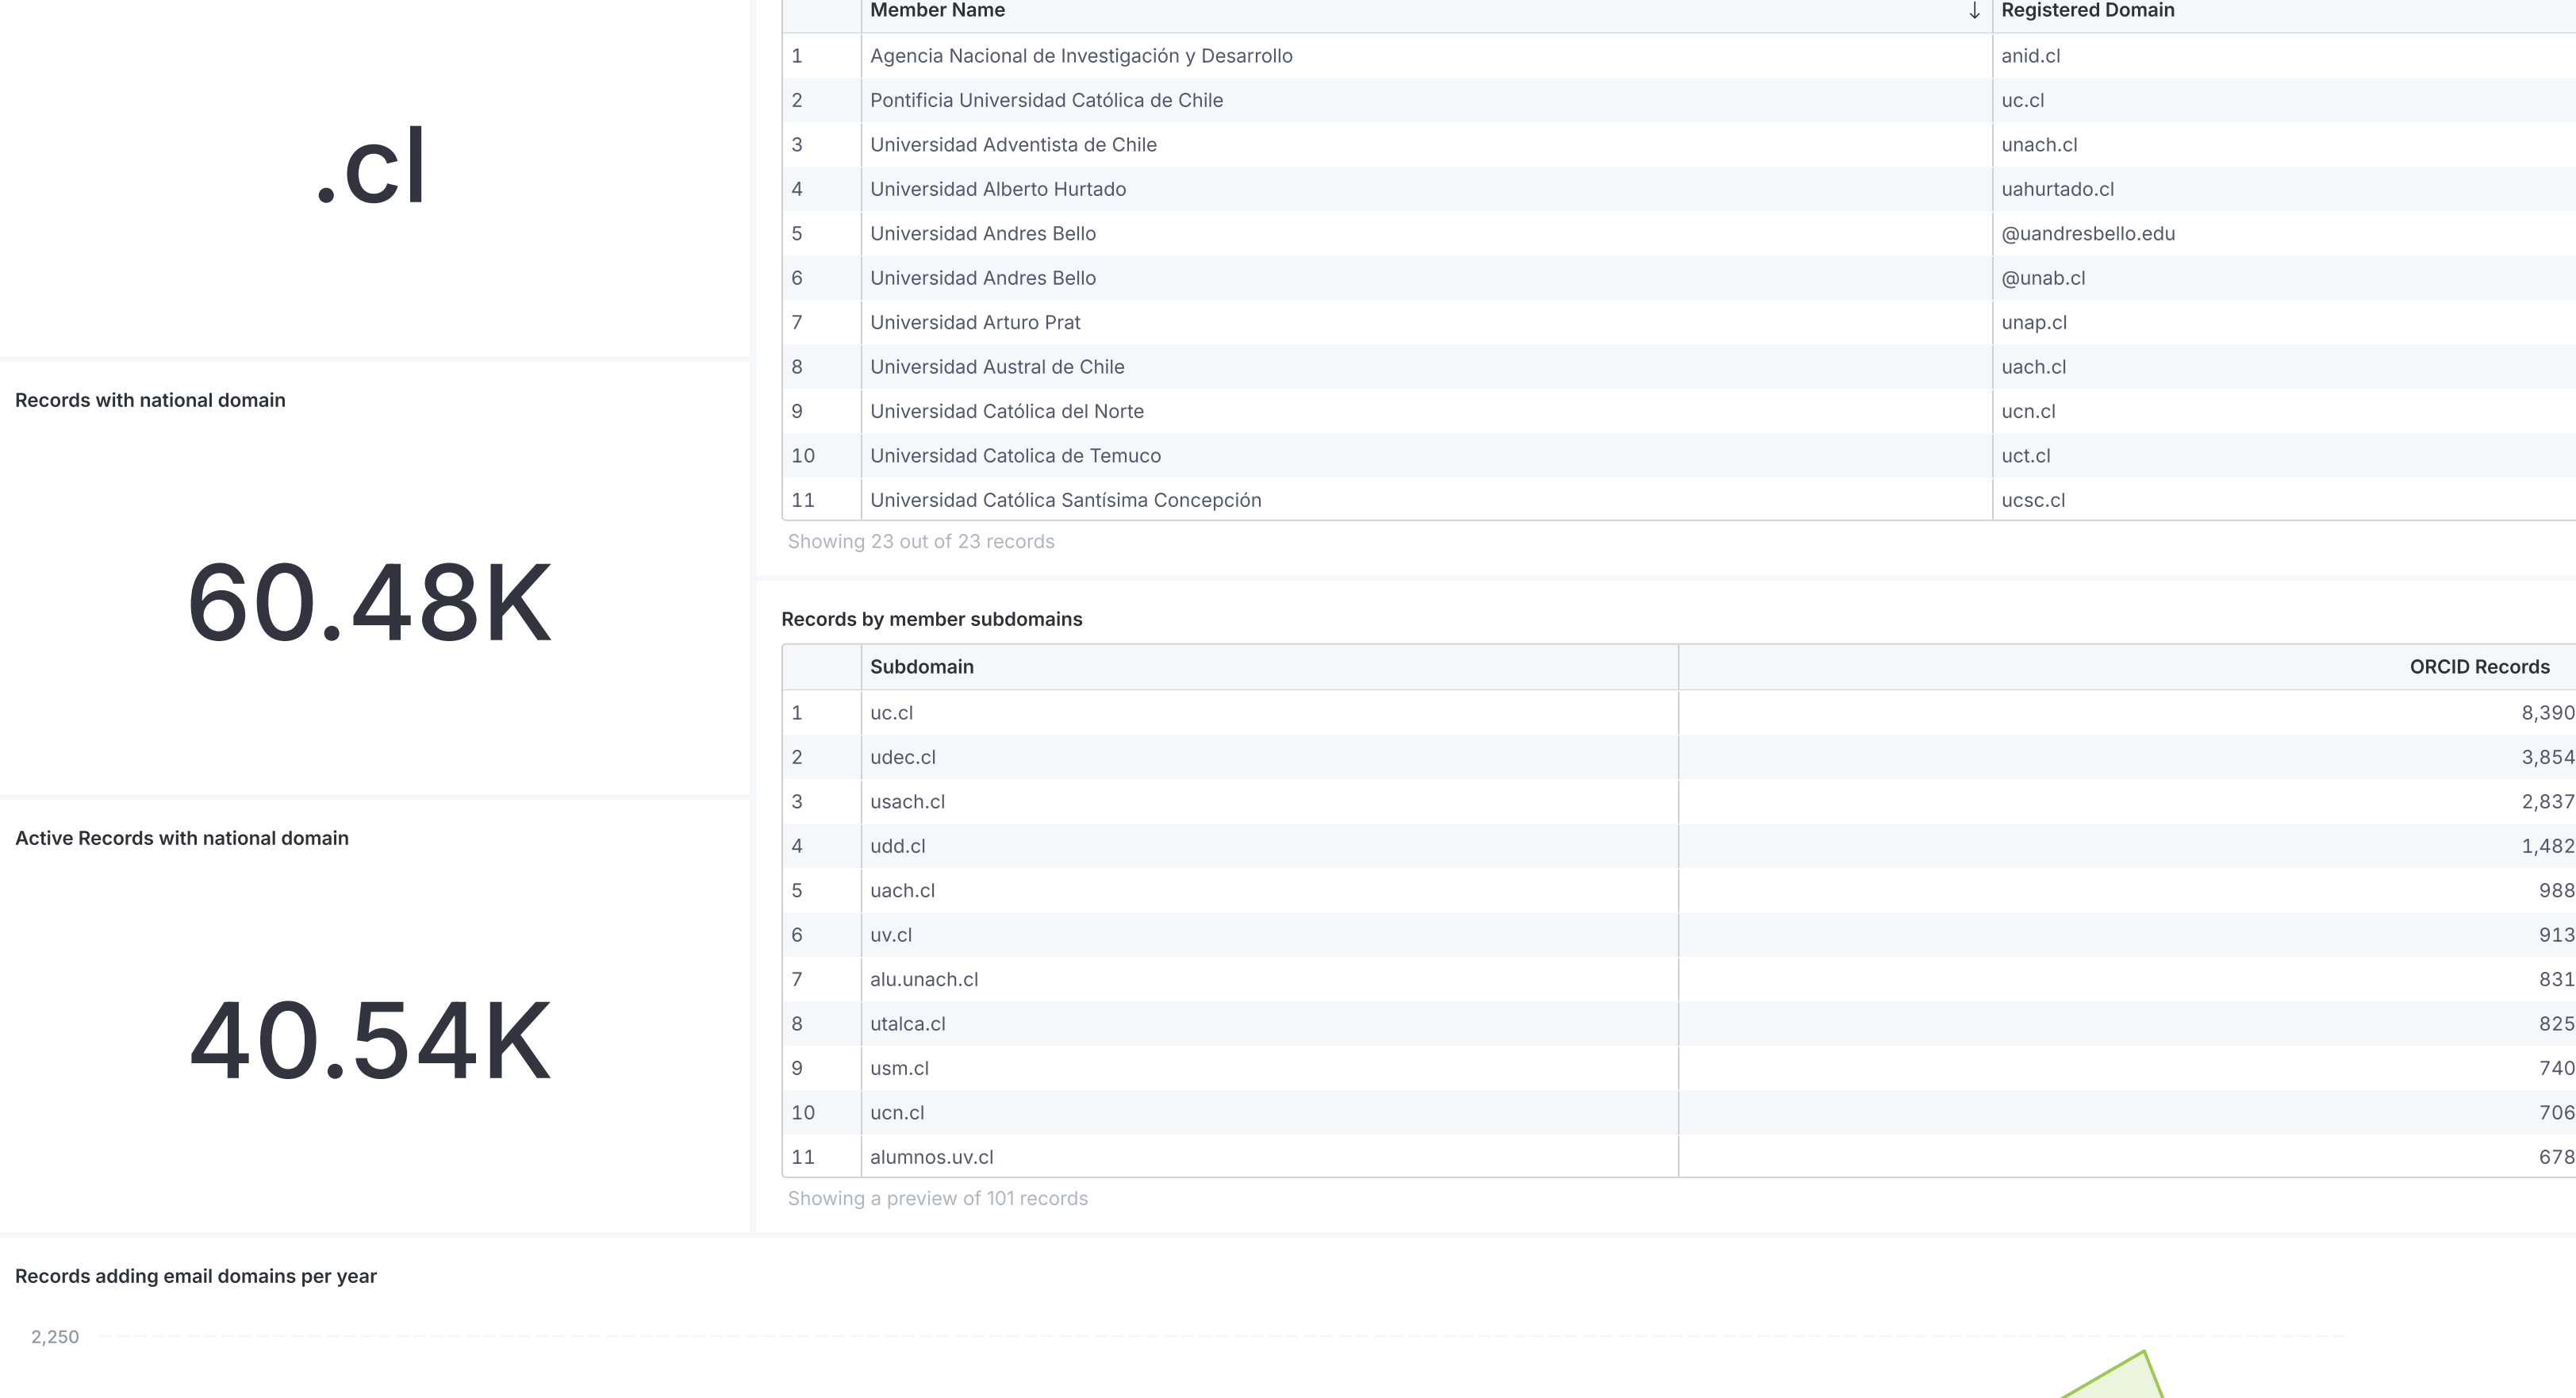 .cl
Records with national domain
60.48K
Active Records with national domain
40.54K
Member Name ↓ Registered Domain
1 Agencia Nacional de Investigación y Desarrollo anid.cl
2 Pontificia Universidad Católica de Chile uc.cl
3 Universidad Adventista de Chile unach.cl
4 Universidad Alberto Hurtado uahurtado.cl
5 Universidad Andres Bello @uandresbello.edu
6 Universidad Andres Bello @unab.cl
7 Universidad Arturo Prat unap.cl
8 Universidad Austral de Chile uach.cl
9 Universidad Católica del Norte ucn.cl
10 Universidad Catolica de Temuco uct.cl
11 Universidad Católica Santísima Concepción ucsc.cl
Showing 23 out of 23 records
Records by member subdomains
Subdomain ORCID Records
1 uc.cl 8,390
2 udec.cl 3,854
3 usach.cl 2,837
4 udd.cl 1,482
5 uach.cl 988
6 uv.cl 913
7 alu.unach.cl 831
8 utalca.cl 825
9 usm.cl 740
10 ucn.cl 706
11 alumnos.uv.cl 678
Showing a preview of 101 records
Records adding email domains per year
2,250